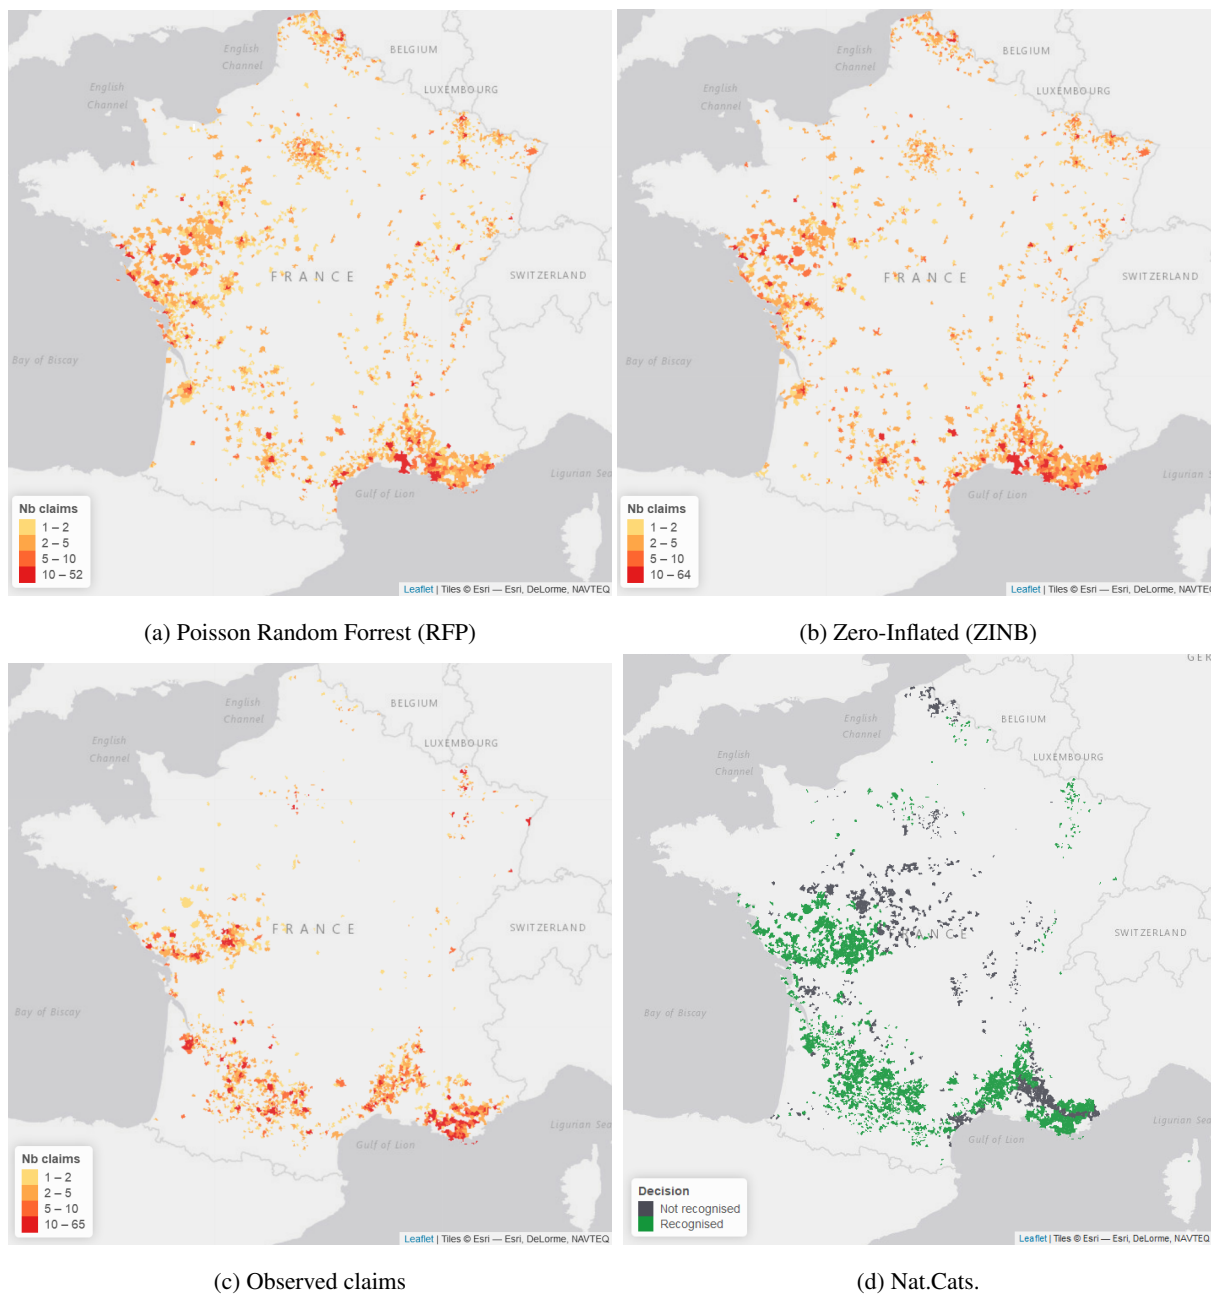 English
Channel
English
Channel
BELGIUM
LUXEMBOURG
FRANCE
SWITZERLAND
Bay of Biscay
Gulf of Lion
Ligurian Sea
Nb claims
1 – 2
2 – 5
5 – 10
10 – 52
Leaflet | Tiles © Esri — Esri, DeLorme, NAVTEQ
(a) Poisson Random Forrest (RFP)
English
Channel
English
Channel
BELGIUM
LUXEMBOURG
FRANCE
SWITZERLAND
Bay of Biscay
Gulf of Lion
Ligurian S
Nb claims
1 – 2
2 – 5
5 – 10
10 – 64
Leaflet | Tiles © Esri — Esri, DeLorme, NAVTEQ
(b) Zero-Inflated (ZINB)
English
Channel
English
Channel
BELGIUM
LUXEMBOURG
FRANCE
SWITZERLAND
Bay of Biscay
Gulf of Lion
Ligurian Sea
Nb claims
1 – 2
2 – 5
5 – 10
10 – 65
Leaflet | Tiles © Esri — Esri, DeLorme, NAVTEQ
(c) Observed claims
GER
English
Channel
English
Channel
BELGIUM
LUXEMBOURG
ANCE
SWITZERLAND
Bay of Biscay
Gulf of Lion
Ligurian Sea
Decision
Not recognised
Recognised
Leaflet | Tiles © Esri — Esri, DeLorme, NAVTEQ
(d) Nat.Cats.